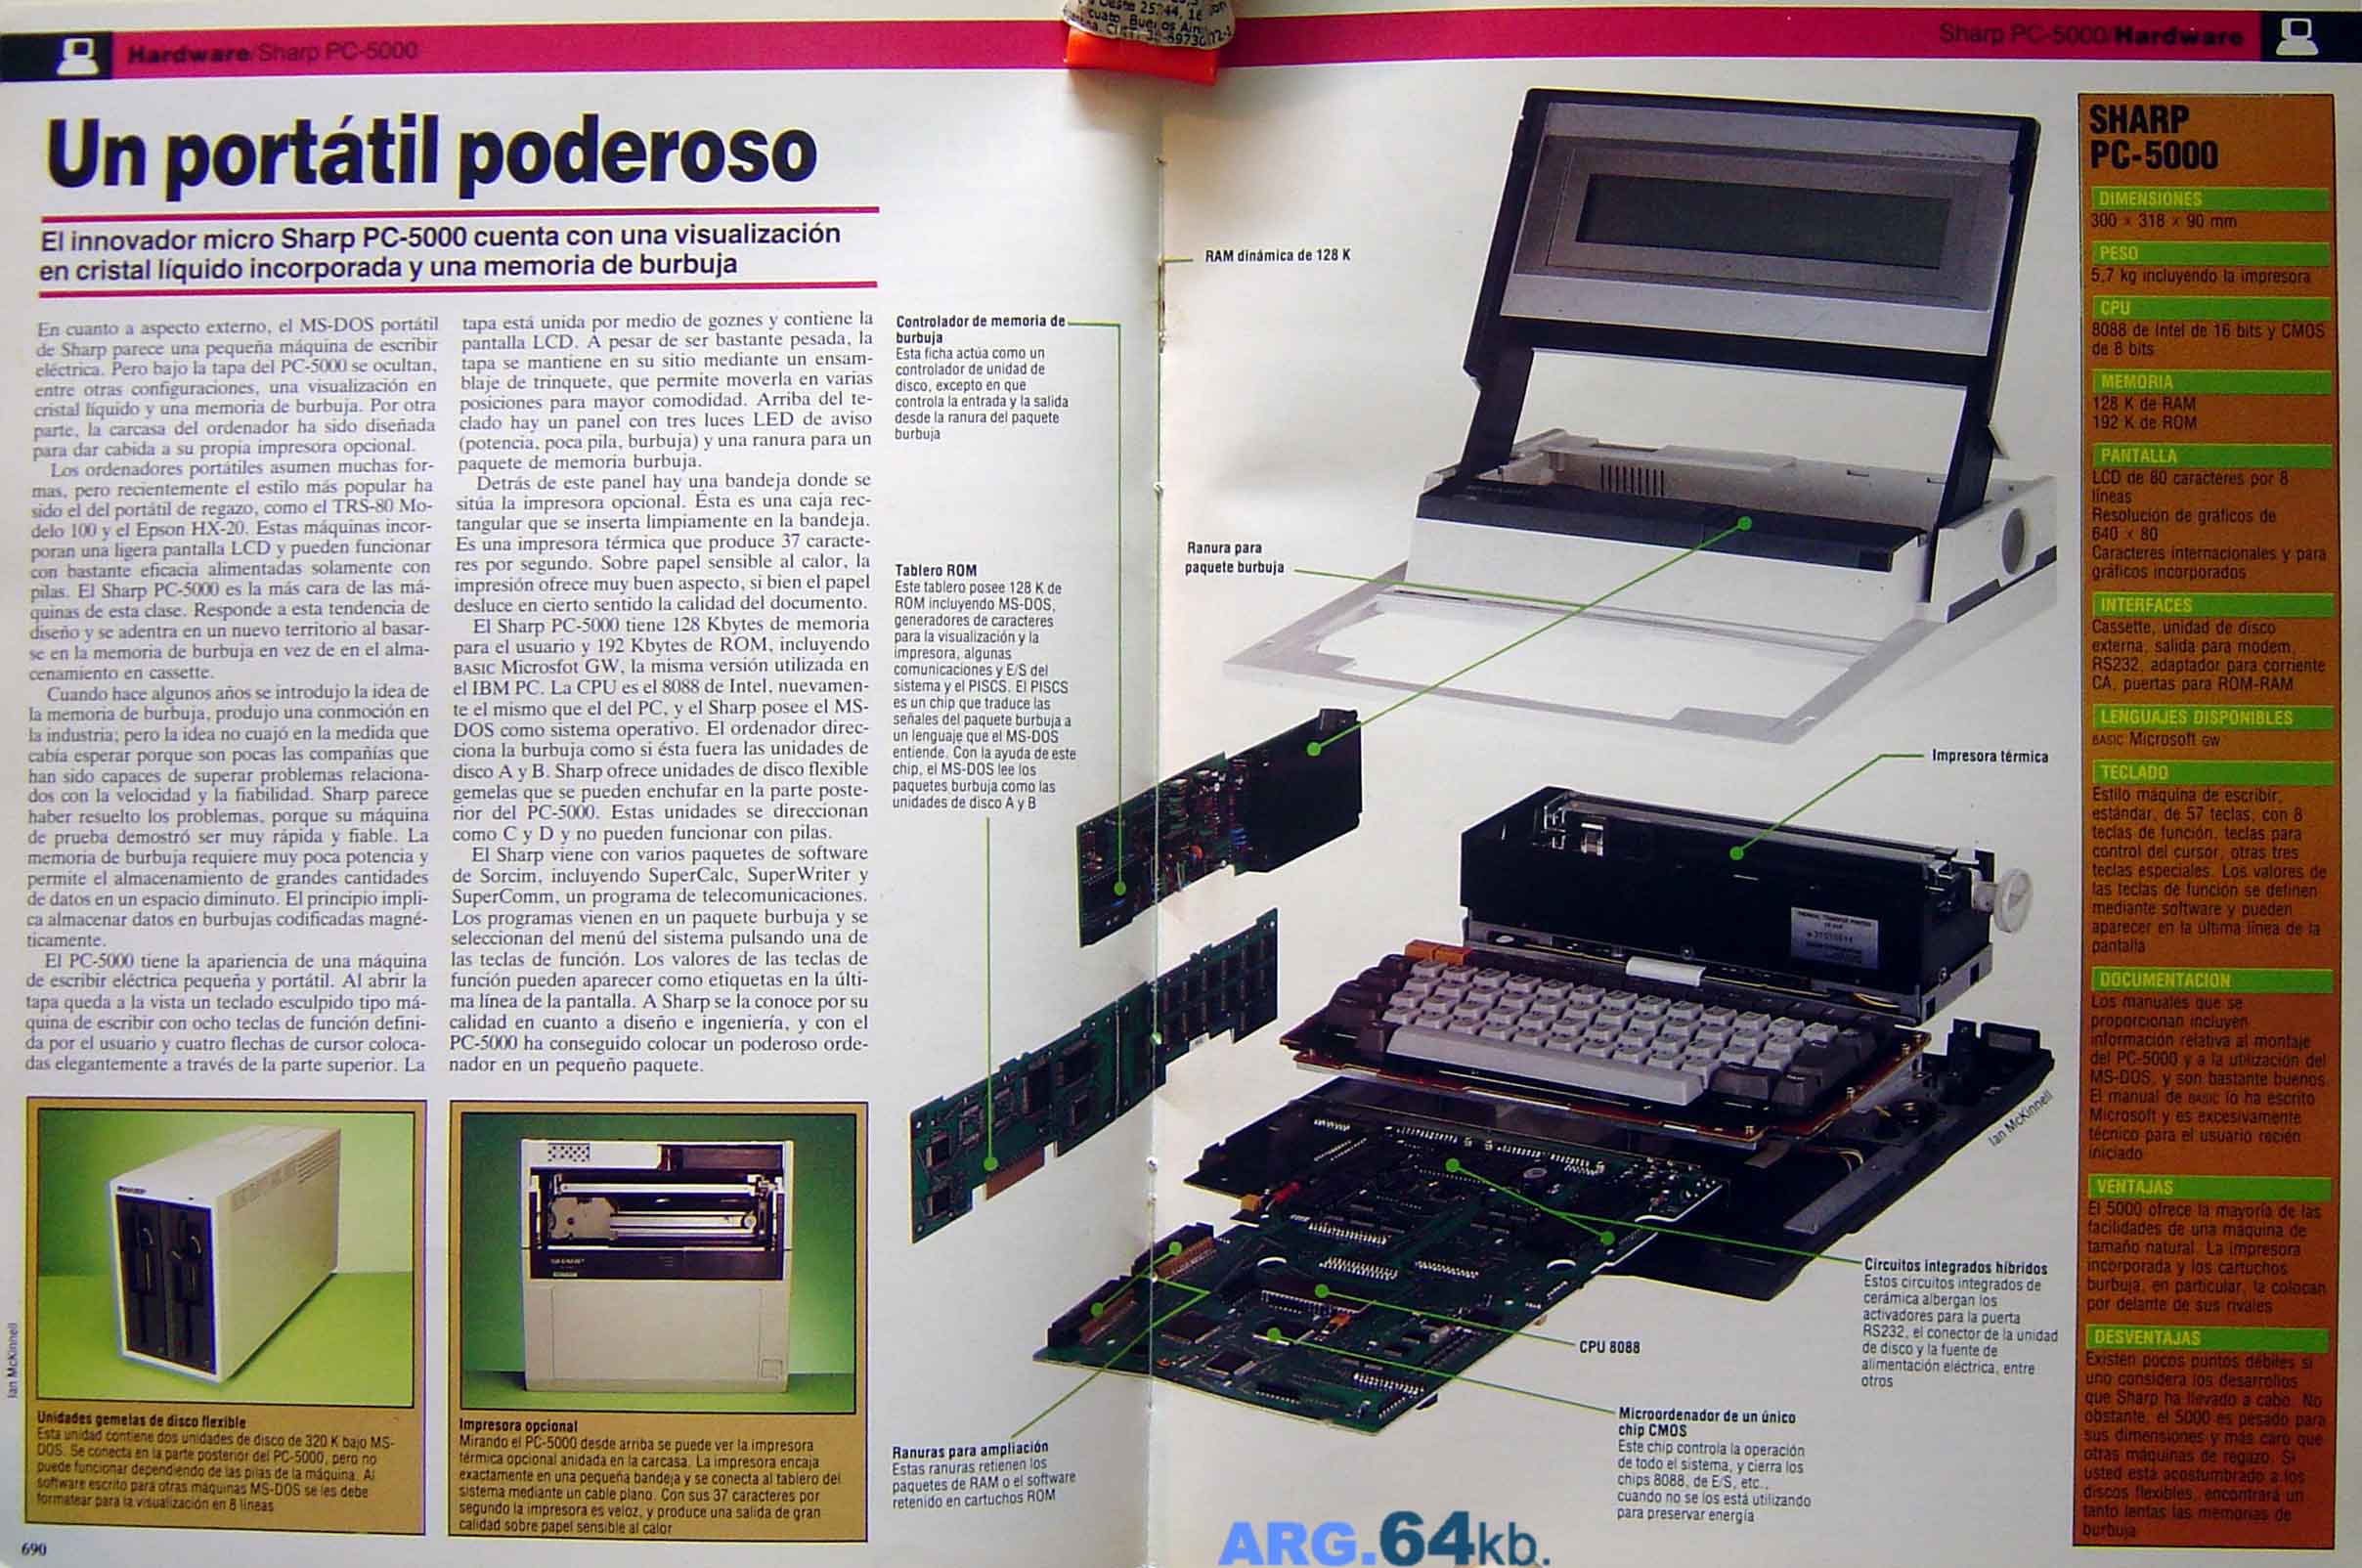 Oeste 25744, 16
cuato, Buenos Air
Hardware/Sharp PC-5000
Sharp PC-5000/Hardware
Un portátil poderoso
El innovador micro Sharp PC-5000 cuenta con una visualización
en cristal líquido incorporada y una memoria de burbuja
En cuanto a aspecto externo, el MS-DOS portátil
de Sharp parece una pequeña máquina de escribir
eléctrica. Pero bajo la tapa del PC-5000 se ocultan,
entre otras configuraciones, una visualización en
cristal líquido y una memoria de burbuja. Por otra
parte, la carcasa del ordenador ha sido diseñada
para dar cabida a su propia impresora opcional.
Los ordenadores portátiles asumen muchas for-
mas, pero recientemente el estilo más popular ha
sido el del portátil de regazo, como el TRS-80 Mo-
delo 100 y el Epson HX-20. Estas máquinas incor-
poran una ligera pantalla LCD y pueden funcionar
con bastante eficacia alimentadas solamente con
pilas. El Sharp PC-5000 es la más cara de las má-
quinas de esta clase. Responde a esta tendencia de
diseño y se adentra en un nuevo territorio al basar-
se en la memoria de burbuja en vez de en el alma-
cenamiento en cassette.
Cuando hace algunos años se introdujo la idea de
la memoria de burbuja, produjo una conmoción en
la industria; pero la idea no cuajó en la medida que
cabía esperar porque son pocas las compañías que
han sido capaces de superar problemas relaciona-
dos con la velocidad y la fiabilidad. Sharp parece
haber resuelto los problemas, porque su máquina
de prueba demostró ser muy rápida y fiable. La
memoria de burbuja requiere muy poca potencia y
permite el almacenamiento de grandes cantidades
de datos en un espacio diminuto. El principio impli-
ca almacenar datos en burbujas codificadas magné-
ticamente.
El PC-5000 tiene la apariencia de una máquina
de escribir eléctrica pequeña y portátil. Al abrir la
tapa queda a la vista un teclado esculpido tipo má-
quina de escribir con ocho teclas de función defini-
da por el usuario y cuatro flechas de cursor coloca-
das elegantemente a través de la parte superior. La
tapa está unida por medio de goznes y contiene la
pantalla LCD. A pesar de ser bastante pesada, la
tapa se mantiene en su sitio mediante un ensam-
blaje de trinquete, que permite moverla en varias
posiciones para mayor comodidad. Arriba del te-
clado hay un panel con tres luces LED de aviso
(potencia, poca pila, burbuja) y una ranura para un
paquete de memoria burbuja.
Detrás de este panel hay una bandeja donde se
sitúa la impresora opcional. Ésta es una caja rec-
tangular que se inserta limpiamente en la bandeja.
Es una impresora térmica que produce 37 caracte-
res por segundo. Sobre papel sensible al calor, la
impresión ofrece muy buen aspecto, si bien el papel
desluce en cierto sentido la calidad del documento.
El Sharp PC-5000 tiene 128 Kbytes de memoria
para el usuario y 192 Kbytes de ROM, incluyendo
BASIC Microsfot GW, la misma versión utilizada en
el IBM PC. La CPU es el 8088 de Intel, nuevamen-
te el mismo que el del PC, y el Sharp posee el MS-
DOS como sistema operativo. El ordenador direc-
ciona la burbuja como si ésta fuera las unidades de
disco A y B. Sharp ofrece unidades de disco flexible
gemelas que se pueden enchufar en la parte poste-
rior del PC-5000. Estas unidades se direccionan
como C y D y no pueden funcionar con pilas.
El Sharp viene con varios paquetes de software
de Sorcim, incluyendo SuperCalc, SuperWriter y
SuperComm, un programa de telecomunicaciones.
Los programas vienen en un paquete burbuja y se
seleccionan del menú del sistema pulsando una de
las teclas de función. Los valores de las teclas de
función pueden aparecer como etiquetas en la últi-
ma línea de la pantalla. A Sharp se la conoce por su
calidad en cuanto a diseño e ingeniería, y con el
PC-5000 ha conseguido colocar un poderoso orde-
nador en un pequeño paquete.
Controlador de memoria de
burbuja
Esta ficha actúa como un
controlador de unidad de
disco, excepto en que
controla la entrada y la salida
desde la ranura del paquete
burbuja
Tablero ROM
Este tablero posee 128 K de
ROM incluyendo MS-DOS,
generadores de caracteres
para la visualización y la
impresora, algunas
comunicaciones y E/S del
sistema y el PISCS. El PISCS
es un chip que traduce las
señales del paquete burbuja a
un lenguaje que el MS-DOS
entiende. Con la ayuda de este
chip, el MS-DOS lee los
paquetes burbuja como las
unidades de disco A y B
RAM dinámica de 128 K
Ranura para
paquete burbuja
Impresora térmica
Ian McKinnell
Circuitos integrados híbridos
Estos circuitos integrados de
cerámica albergan los
activadores para la puerta
RS232, el conector de la unidad
de disco y la fuente de
alimentación eléctrica, entre
otros
CPU 8088
Microordenador de un único
chip CMOS
Este chip controla la operación
de todo el sistema, y cierra los
chips 8088, de E/S, etc.,
cuando no se los está utilizando
para preservar energía
Ranuras para ampliación
Estas ranuras retienen los
paquetes de RAM o el software
retenido en cartuchos ROM
SHARP
Ian McKinnell
Unidades gemelas de disco flexible
Esta unidad contiene dos unidades de disco de 320 K bajo MS-
DOS. Se conecta en la parte posterior del PC-5000, pero no
puede funcionar dependiendo de las pilas de la máquina. Al
software escrito para otras máquinas MS-DOS se les debe
formatear para la visualización en 8 líneas
Impresora opcional
Mirando el PC-5000 desde arriba se puede ver la impresora
térmica opcional anidada en la carcasa. La impresora encaja
exactamente en una pequeña bandeja y se conecta al tablero del
sistema mediante un cable plano. Con sus 37 caracteres por
segundo la impresora es veloz, y produce una salida de gran
calidad sobre papel sensible al calor
690
SHARP
PC-5000
DIMENSIONES
300 × 318 × 90 mm
PESO
5,7 kg incluyendo la impresora
CPU
8088 de Intel de 16 bits y CMOS
de 8 bits
MEMORIA
128 K de RAM
192 K de ROM
PANTALLA
LCD de 80 caracteres por 8
líneas
Resolución de gráficos de
640 × 80
Caracteres internacionales y para
gráficos incorporados
INTERFACES
Cassette, unidad de disco
externa, salida para modem,
RS232, adaptador para corriente
CA, puertas para ROM-RAM
LENGUAJES DISPONIBLES
BASIC Microsoft GW
TECLADO
Estilo máquina de escribir,
estándar, de 57 teclas, con 8
teclas de función, teclas para
control del cursor, otras tres
teclas especiales. Los valores de
las teclas de función se definen
mediante software y pueden
aparecer en la última línea de la
pantalla
DOCUMENTACION
Los manuales que se
proporcionan incluyen
información relativa al montaje
del PC-5000 y a la utilización del
MS-DOS, y son bastante buenos.
El manual de BASIC lo ha escrito
Microsoft y es excesivamente
técnico para el usuario recién
iniciado
VENTAJAS
El 5000 ofrece la mayoría de las
facilidades de una máquina de
tamaño natural. La impresora
incorporada y los cartuchos
burbuja, en particular, la colocan
por delante de sus rivales
DESVENTAJAS
Existen pocos puntos débiles si
uno considera los desarrollos
que Sharp ha llevado a cabo. No
obstante, el 5000 es pesado para
sus dimensiones y más caro que
otras máquinas de regazo. Si
usted está acostumbrado a los
discos flexibles, encontrará un
tanto lentas las memorias de
burbuja
ARG.64kb.